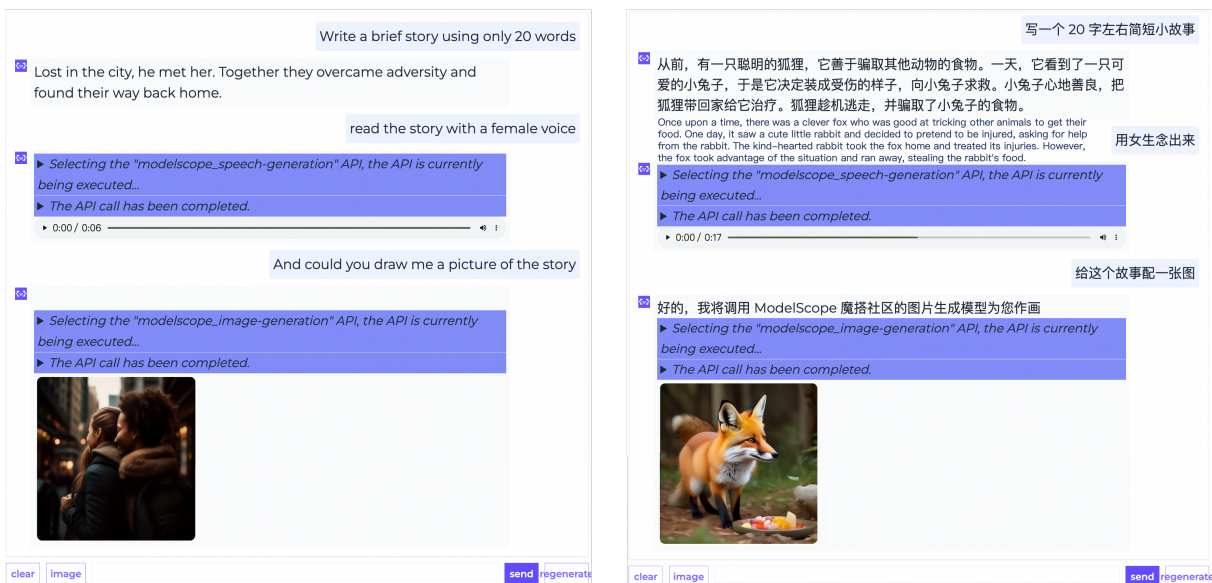 Write a brief story using only 20 words
Lost in the city, he met her. Together they overcame adversity and
found their way back home.
read the story with a female voice
Selecting the "modelscope_speech-generation" API, the API is currently
being executed...
The API call has been completed.
0:00 / 0:06
And could you draw me a picture of the story
Selecting the "modelscope_image-generation" API, the API is currently
being executed...
The API call has been completed.
clear
image
send
regenerate
写一个 20 字左右简短小故事
从前，有一只聪明的狐狸，它善于骗取其他动物的食物。一天，它看到了一只可
爱的小兔子，于是它决定装成受伤的样子，向小兔子求救。小兔子心地善良，把
狐狸带回家给它治疗。狐狸趁机逃走，并骗取了小兔子的食物。
Once upon a time, there was a clever fox who was good at tricking other animals to get their
food. One day, it saw a cute little rabbit and decided to pretend to be injured, asking for help
from the rabbit. The kind-hearted rabbit took the fox home and treated its injuries. However,
the fox took advantage of the situation and ran away, stealing the rabbit's food.
用女生念出来
Selecting the "modelscope_speech-generation" API, the API is currently
being executed...
The API call has been completed.
0:00 / 0:17
给这个故事配一张图
好的，我将调用 ModelScope 魔搭社区的图片生成模型为您作画
Selecting the "modelscope_image-generation" API, the API is currently
being executed...
The API call has been completed.
clear
image
send
regenerate